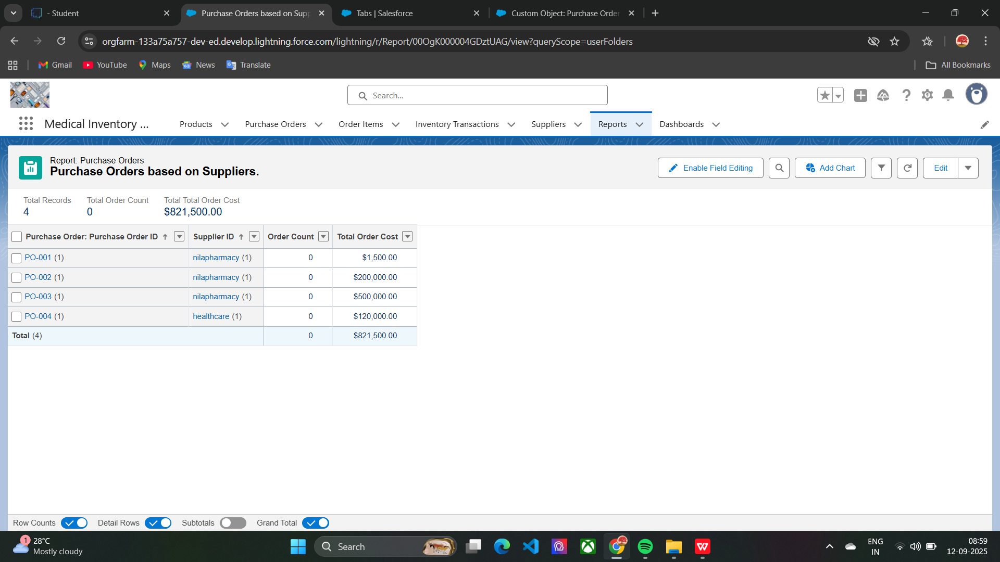 - Student
Purchase Orders based on Supp
Tabs | Salesforce
Custom Object: Purchase Order
orgfarm-133a75a757-dev-ed.develop.lightning.force.com/lightning/r/Report/00OgK000004GDztUAG/view?queryScope=userFolders
Gmail
YouTube
Maps
News
Translate
All Bookmarks
Search...
Medical Inventory ...
Products
Purchase Orders
Order Items
Inventory Transactions
Suppliers
Reports
Dashboards
Report: Purchase Orders
Purchase Orders based on Suppliers.
Enable Field Editing
Add Chart
Edit
Total Records
4
Total Order Count
0
Total Total Order Cost
$821,500.00
Purchase Order: Purchase Order ID ↑ Supplier ID ↑ Order Count Total Order Cost
PO-001 (1) nilapharmacy (1) 0 $1,500.00
PO-002 (1) nilapharmacy (1) 0 $200,000.00
PO-003 (1) nilapharmacy (1) 0 $500,000.00
PO-004 (1) healthcare (1) 0 $120,000.00
Total (4) 0 $821,500.00
Row Counts
Detail Rows
Subtotals
Grand Total
1
28°C
Mostly cloudy
Search
ENG
IN
08:59
12-09-2025